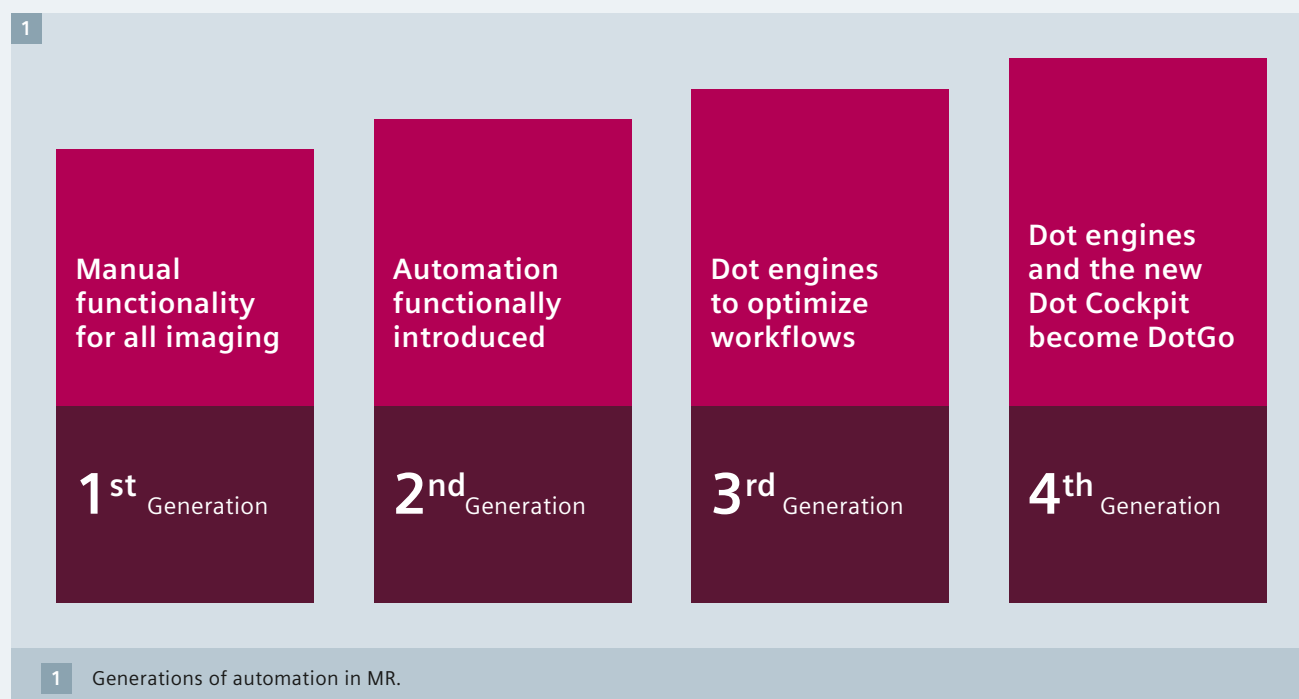 1
Manual
functionality
for all imaging
1st Generation
Automation
functionally
introduced
2nd Generation
Dot engines
to optimize
workflows
3rd Generation
Dot engines
and the new
Dot Cockpit
become DotGo
4th Generation
1 Generations of automation in MR.